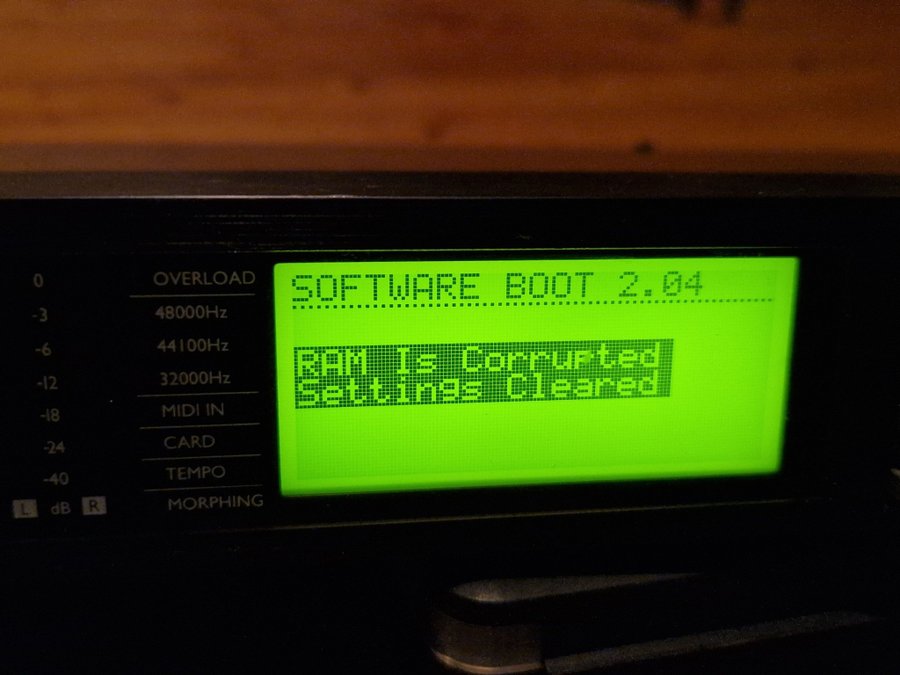 0
-3
-6
-12
-18
-24
-40
L dB R
OVERLOAD
48000Hz
44100Hz
32000Hz
MIDI IN
CARD
TEMPO
MORPHING
SOFTWARE BOOT 2.04
RAM Is Corrupted
Settings Cleared